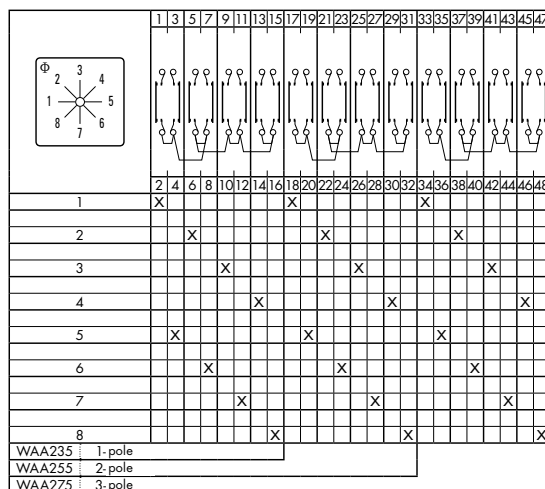 1 3 5 7 9 11 13 15 17 19 21 23 25 27 29 31 33 35 37 39 41 43 45 47
Φ
3
2 4
1 5
8 6
7
2 4 6 8 10 12 14 16 18 20 22 24 26 28 30 32 34 36 38 40 42 44 46 48
1 X X X
2 X X X
3 X X X
4 X X X
5 X X X
6 X X X
7 X X X
8 X X X
WAA235 1-pole
WAA255 2-pole
WAA275 3-pole